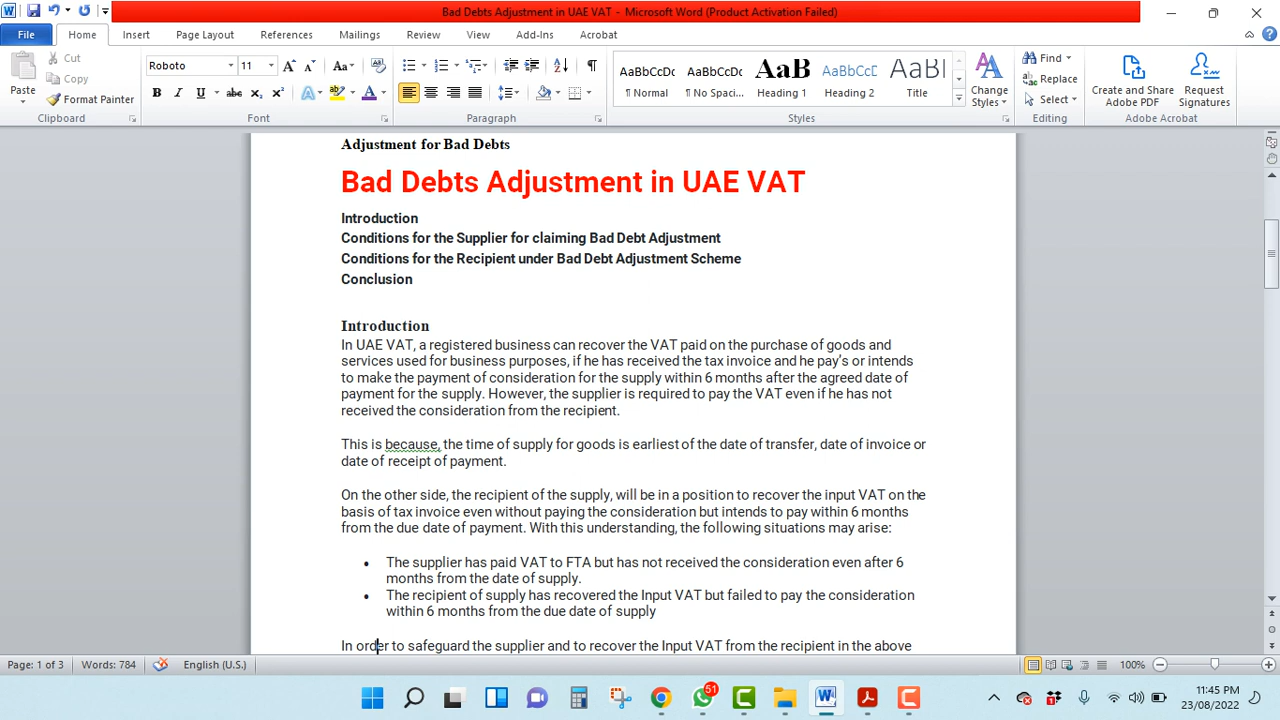 Bad Debts Adjustment in UAE VAT - Microsoft Word (Product Activation Failed)
File Home Insert Page Layout References Mailings Review View Add-Ins Acrobat
Cut
Copy
Format Painter
Paste
Clipboard
Roboto 11
Font
Paragraph
AaBbCcDc AaBbCcDc AaB AaBbCcD AaBI
¶ Normal ¶ No Spaci... Heading 1 Heading 2 Title
Change Styles
Styles
Find
Replace
Select
Editing
Create and Share Adobe PDF
Request Signatures
Adobe Acrobat
Adjustment for Bad Debts
Bad Debts Adjustment in UAE VAT
Introduction
Conditions for the Supplier for claiming Bad Debt Adjustment
Conditions for the Recipient under Bad Debt Adjustment Scheme
Conclusion
Introduction
In UAE VAT, a registered business can recover the VAT paid on the purchase of goods and
services used for business purposes, if he has received the tax invoice and he pay's or intends
to make the payment of consideration for the supply within 6 months after the agreed date of
payment for the supply. However, the supplier is required to pay the VAT even if he has not
received the consideration from the recipient.
This is because, the time of supply for goods is earliest of the date of transfer, date of invoice or
date of receipt of payment.
On the other side, the recipient of the supply, will be in a position to recover the input VAT on the
basis of tax invoice even without paying the consideration but intends to pay within 6 months
from the due date of payment. With this understanding, the following situations may arise:
• The supplier has paid VAT to FTA but has not received the consideration even after 6
months from the date of supply.
• The recipient of supply has recovered the Input VAT but failed to pay the consideration
within 6 months from the due date of supply
In order to safeguard the supplier and to recover the Input VAT from the recipient in the above
Page: 1 of 3 Words: 784 English (U.S.) 100%
51
11:45 PM
23/08/2022